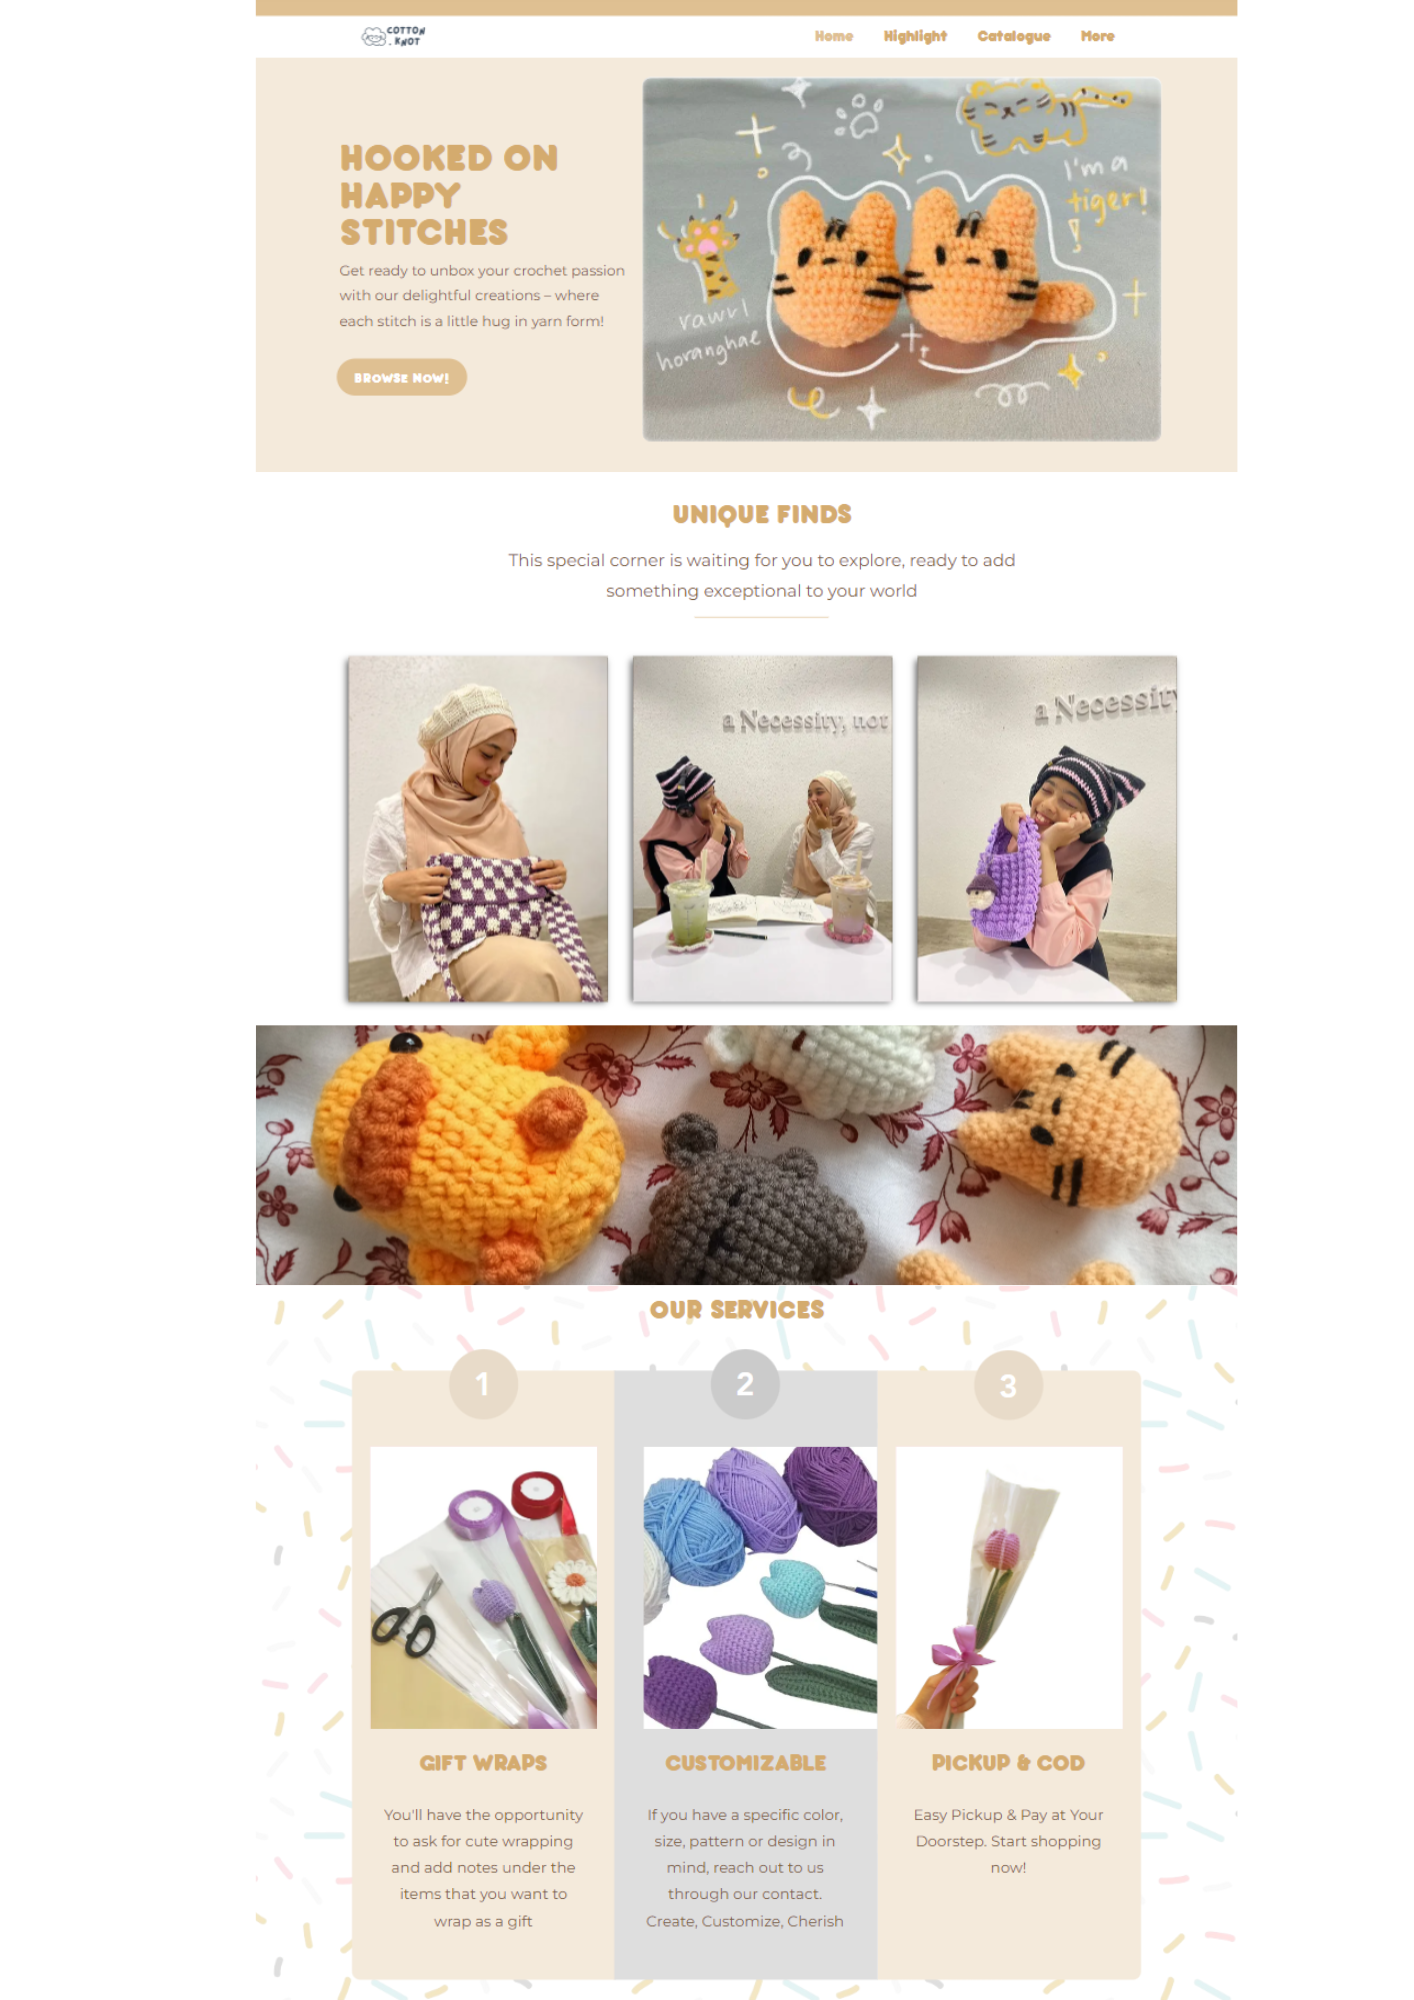 COTTON
. KNOT
Home Highlight Catalogue More
HOOKED ON
HAPPY
STITCHES
Get ready to unbox your crochet passion
with our delightful creations – where
each stitch is a little hug in yarn form!
BROWSE NOW!
I'm a
tiger!
rawr!
horanghae
UNIQUE FINDS
This special corner is waiting for you to explore, ready to add
something exceptional to your world
a Necessity, not
a Necessity
OUR SERVICES
1
2
3
GIFT WRAPS
You'll have the opportunity
to ask for cute wrapping
and add notes under the
items that you want to
wrap as a gift
CUSTOMIZABLE
If you have a specific color,
size, pattern or design in
mind, reach out to us
through our contact.
Create, Customize, Cherish
PICKUP & COD
Easy Pickup & Pay at Your
Doorstep. Start shopping
now!